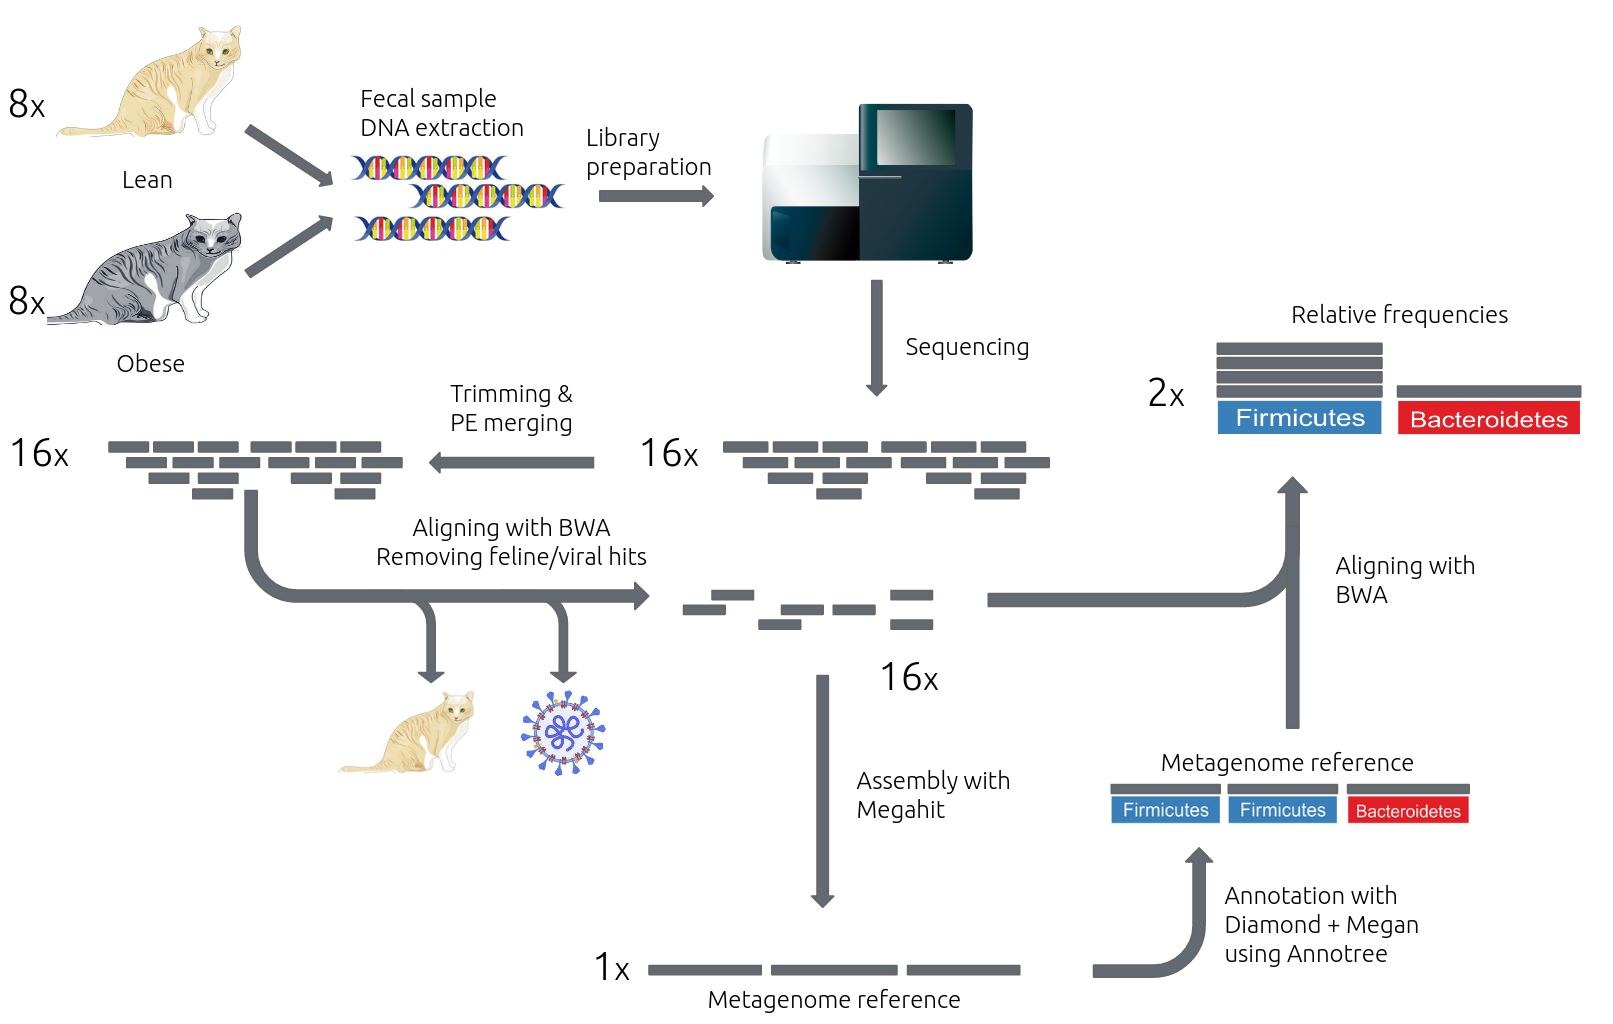 8x
Lean
8x
Obese
Fecal sample
DNA extraction
Library
preparation
Sequencing
16x
Trimming &
PE merging
16x
Aligning with BWA
Removing feline/viral hits
16x
Assembly with
Megahit
1x
Metagenome reference
Annotation with
Diamond + Megan
using Annotree
Metagenome reference
Firmicutes
Firmicutes
Bacteroidetes
Aligning with
BWA
Relative frequencies
2x
Firmicutes
Bacteroidetes